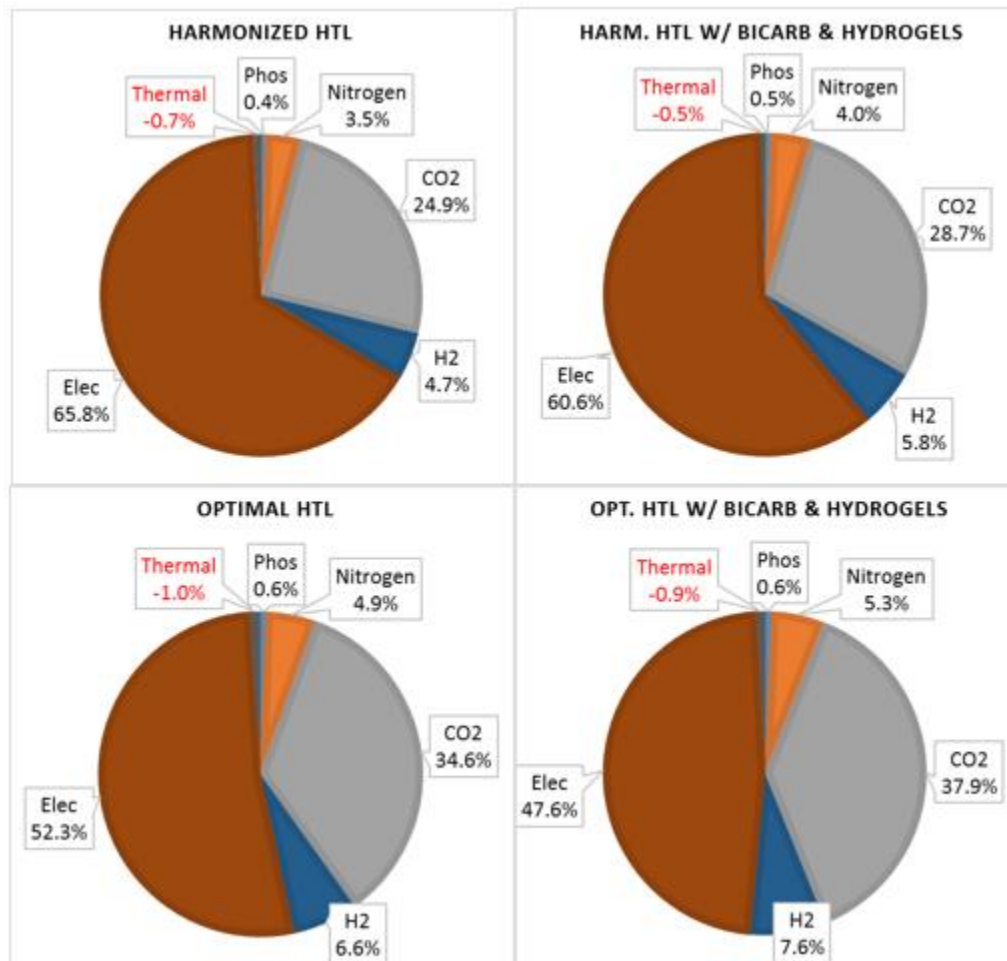 HARMONIZED HTL
Thermal
-0.7%
Phos
0.4%
Nitrogen
3.5%
CO2
24.9%
H2
4.7%
Elec
65.8%
HARM. HTL W/ BICARB & HYDROGELS
Thermal
-0.5%
Phos
0.5%
Nitrogen
4.0%
CO2
28.7%
H2
5.8%
Elec
60.6%
OPTIMAL HTL
Thermal
-1.0%
Phos
0.6%
Nitrogen
4.9%
CO2
34.6%
H2
6.6%
Elec
52.3%
OPT. HTL W/ BICARB & HYDROGELS
Thermal
-0.9%
Phos
0.6%
Nitrogen
5.3%
CO2
37.9%
H2
7.6%
Elec
47.6%